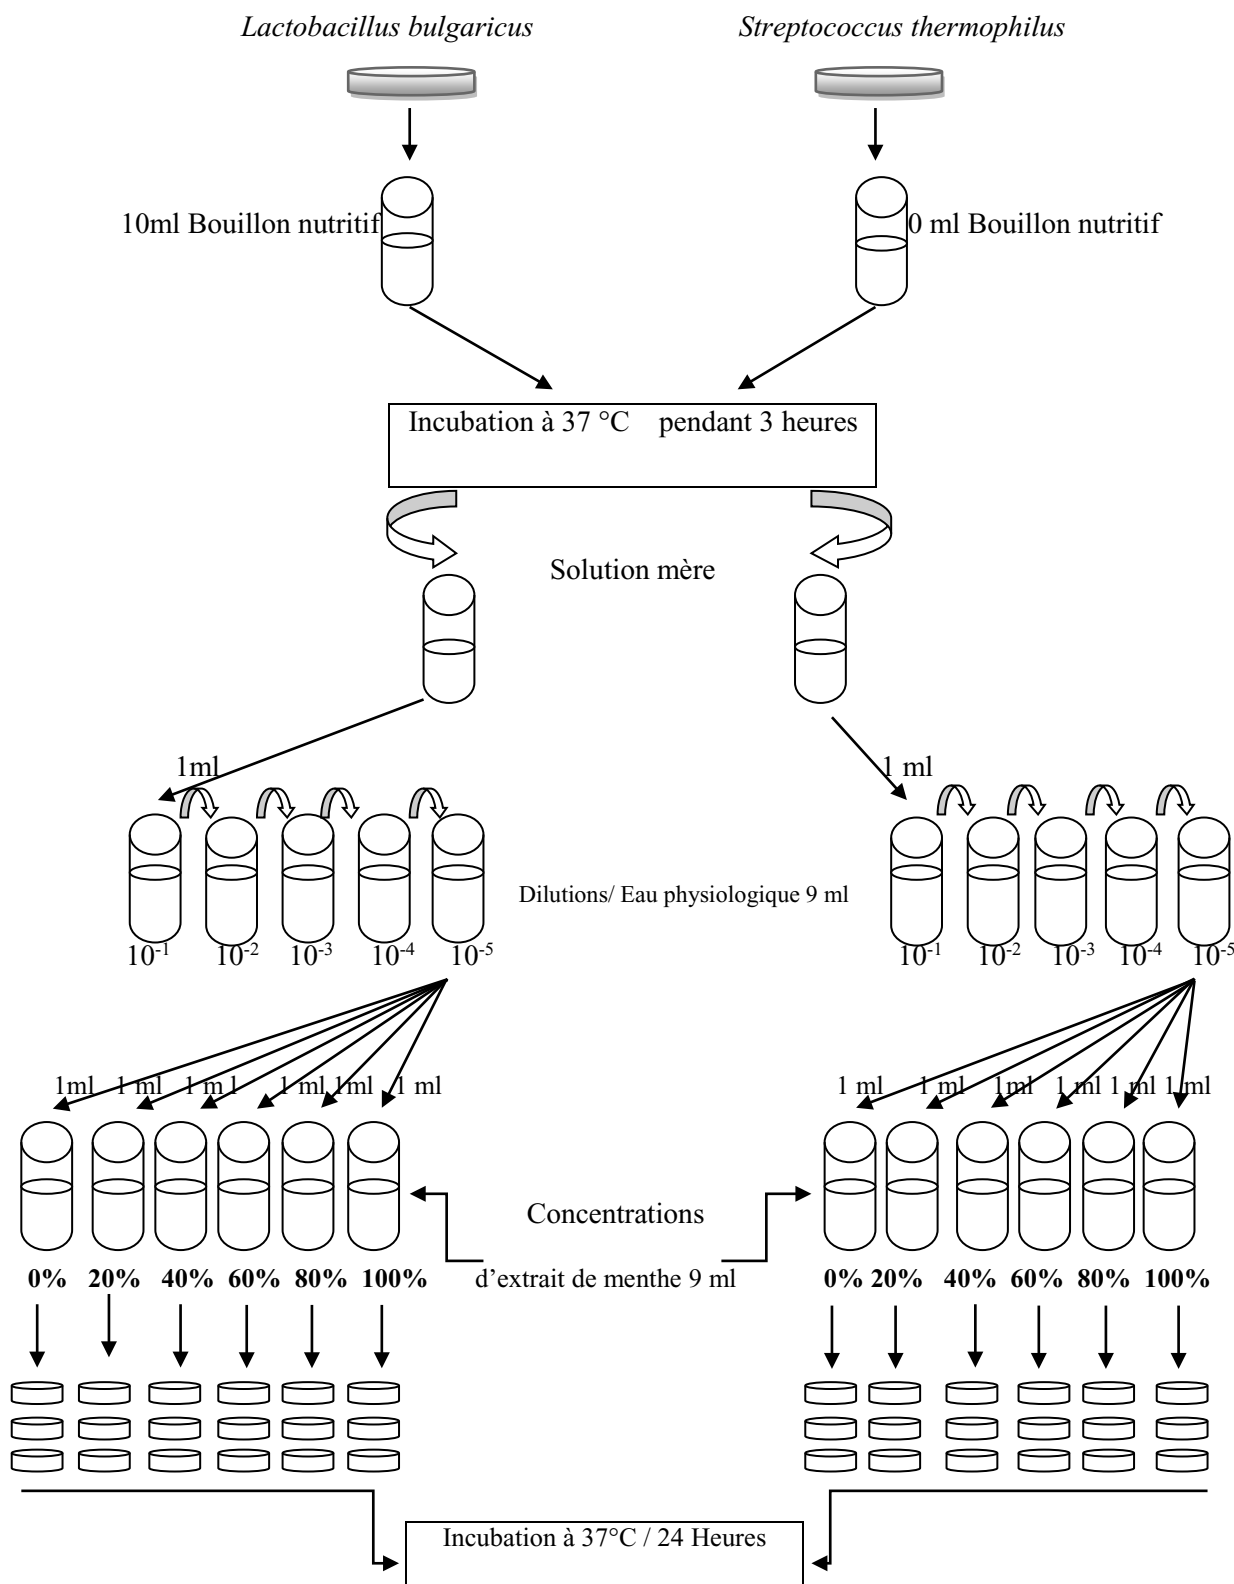 Lactobacillus bulgaricus Streptococcus thermophilus
10ml Bouillon nutritif 0 ml Bouillon nutritif
Incubation à 37 °C pendant 3 heures
Solution mère
1ml 1 ml
Dilutions/ Eau physiologique 9 ml
10⁻¹ 10⁻² 10⁻³ 10⁻⁴ 10⁻⁵ 10⁻¹ 10⁻² 10⁻³ 10⁻⁴ 10⁻⁵
1ml 1 ml 1 m l 1 ml 1ml 1 ml 1 ml 1 ml 1ml 1 ml 1 ml 1 ml
Concentrations
0% 20% 40% 60% 80% 100% d’extrait de menthe 9 ml 0% 20% 40% 60% 80% 100%
Incubation à 37°C / 24 Heures